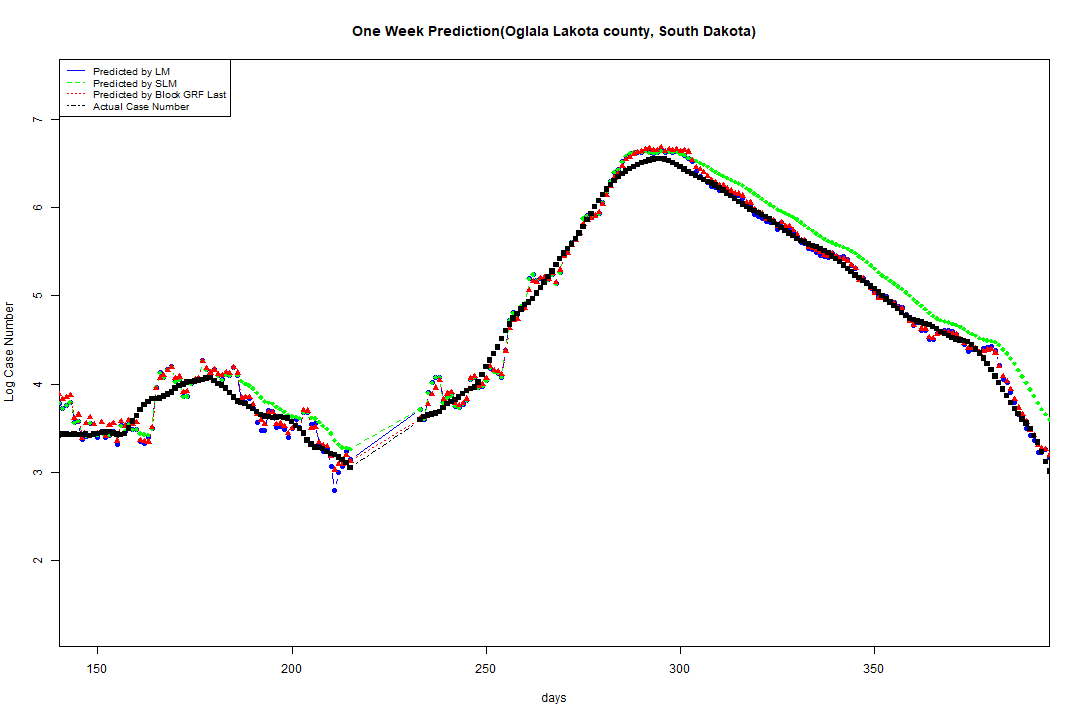 One Week Prediction(Oglala Lakota county, South Dakota)
Predicted by LM
Predicted by SLM
Predicted by Block GRF Last
Actual Case Number
Log Case Number
7
6
5
4
3
2
150 200 250 300 350
days